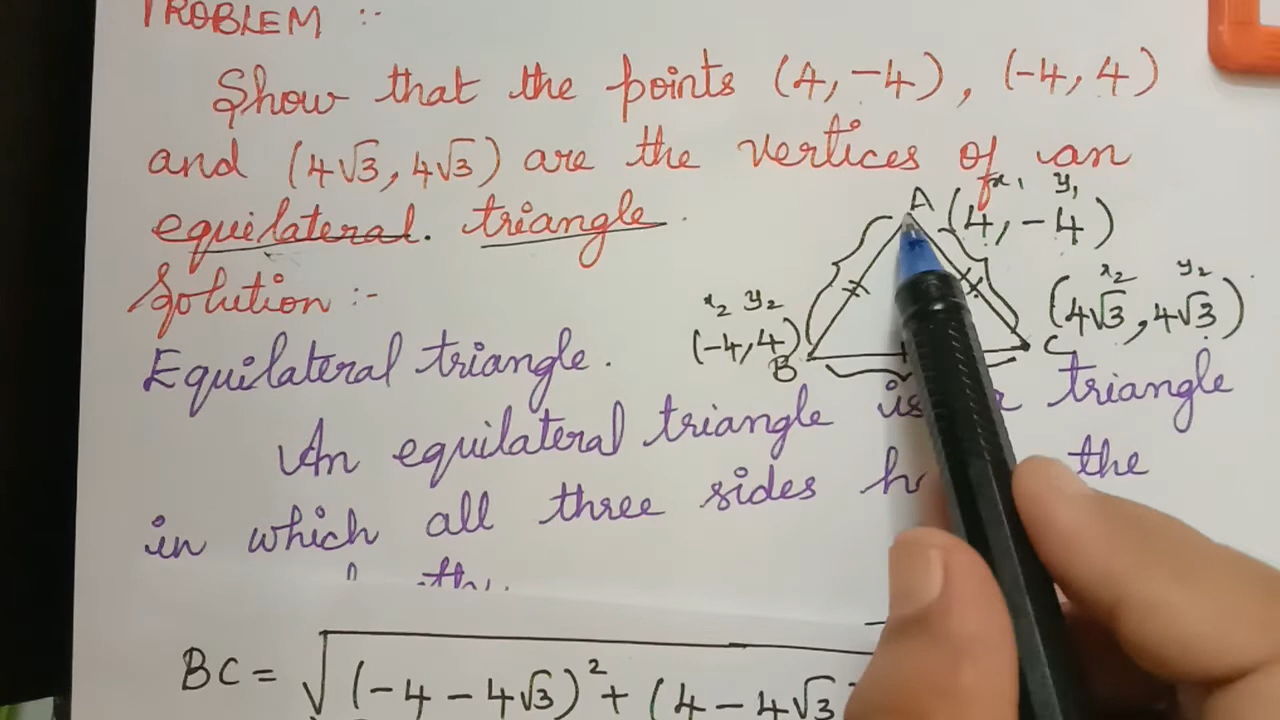 PROBLEM :-
Show that the points (4, -4), (-4, 4)
and (4√3, 4√3) are the vertices of an
equilateral. triangle.
A x₁ y₁
(4, -4)
x₂ y₂
(4√3, 4√3)
C
x₂ y₂
(-4, 4)
B
Solution :-
Equilateral triangle.
An equilateral triangle is triangle
in which all three sides the
BC = √(-4 - 4√3)² + (4 - 4√3